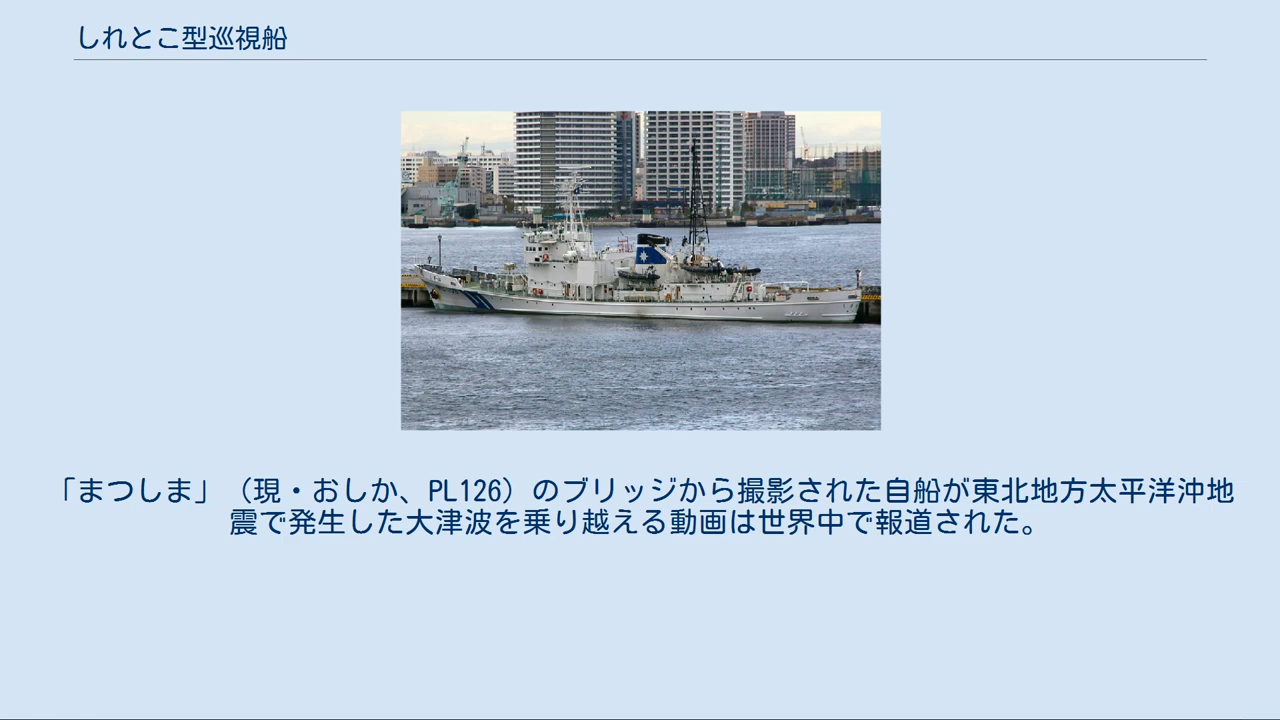 しれとこ型巡視船
「まつしま」（現・おしか、PL126）のブリッジから撮影された自船が東北地方太平洋沖地
震で発生した大津波を乗り越える動画は世界中で報道された。